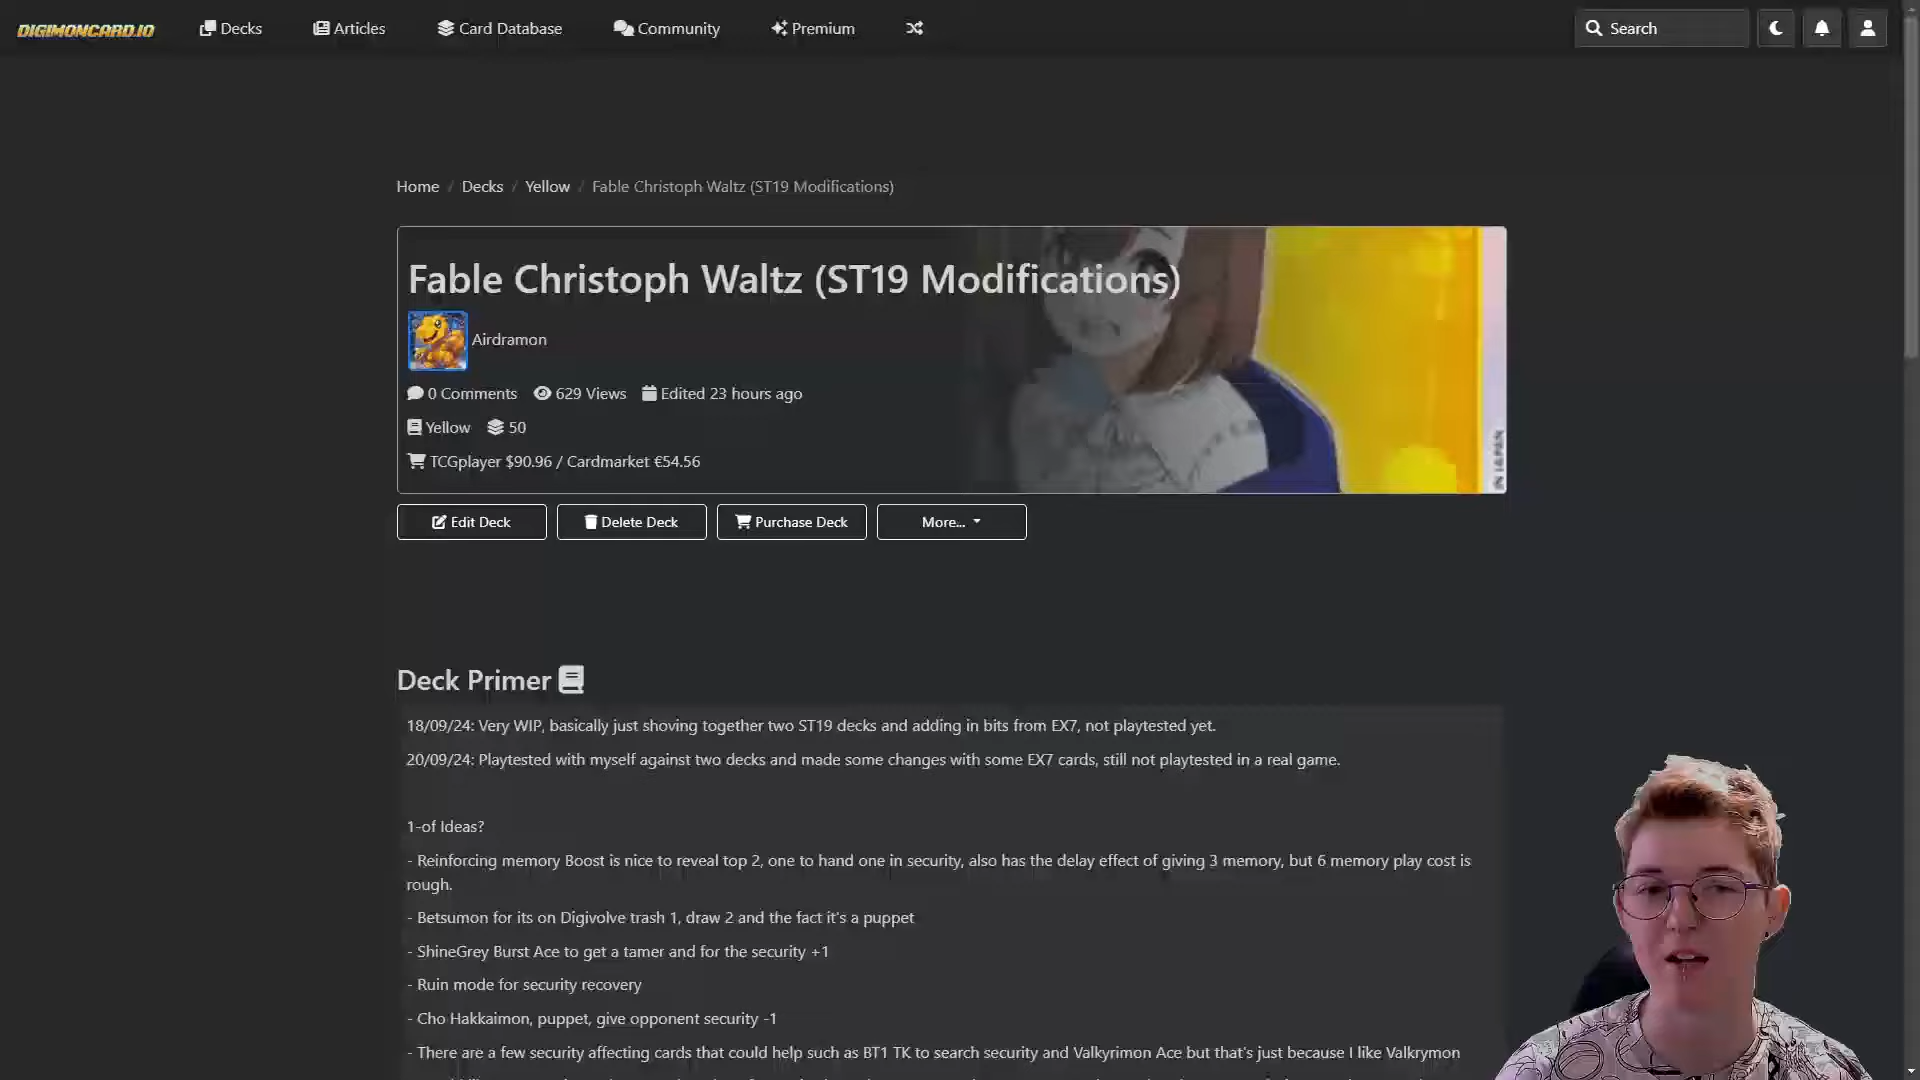 DIGIMONCARD.IO Decks Articles Card Database Community Premium Search
Home / Decks / Yellow / Fable Christoph Waltz (ST19 Modifications)
Fable Christoph Waltz (ST19 Modifications)
Airdramon
0 Comments 629 Views Edited 23 hours ago
Yellow 50
TCGplayer $90.96 / Cardmarket €54.56
Edit Deck Delete Deck Purchase Deck More...
Deck Primer
18/09/24: Very WIP, basically just shoving together two ST19 decks and adding in bits from EX7, not playtested yet.
20/09/24: Playtested with myself against two decks and made some changes with some EX7 cards, still not playtested in a real game.
1-of Ideas?
- Reinforcing memory Boost is nice to reveal top 2, one to hand one in security, also has the delay effect of giving 3 memory, but 6 memory play cost is
rough.
- Betsumon for its on Digivolve trash 1, draw 2 and the fact it's a puppet
- ShineGrey Burst Ace to get a tamer and for the security +1
- Ruin mode for security recovery
- Cho Hakkaimon, puppet, give opponent security -1
- There are a few security affecting cards that could help such as BT1 TK to search security and Valkyrimon Ace but that's just because I like Valkrymon